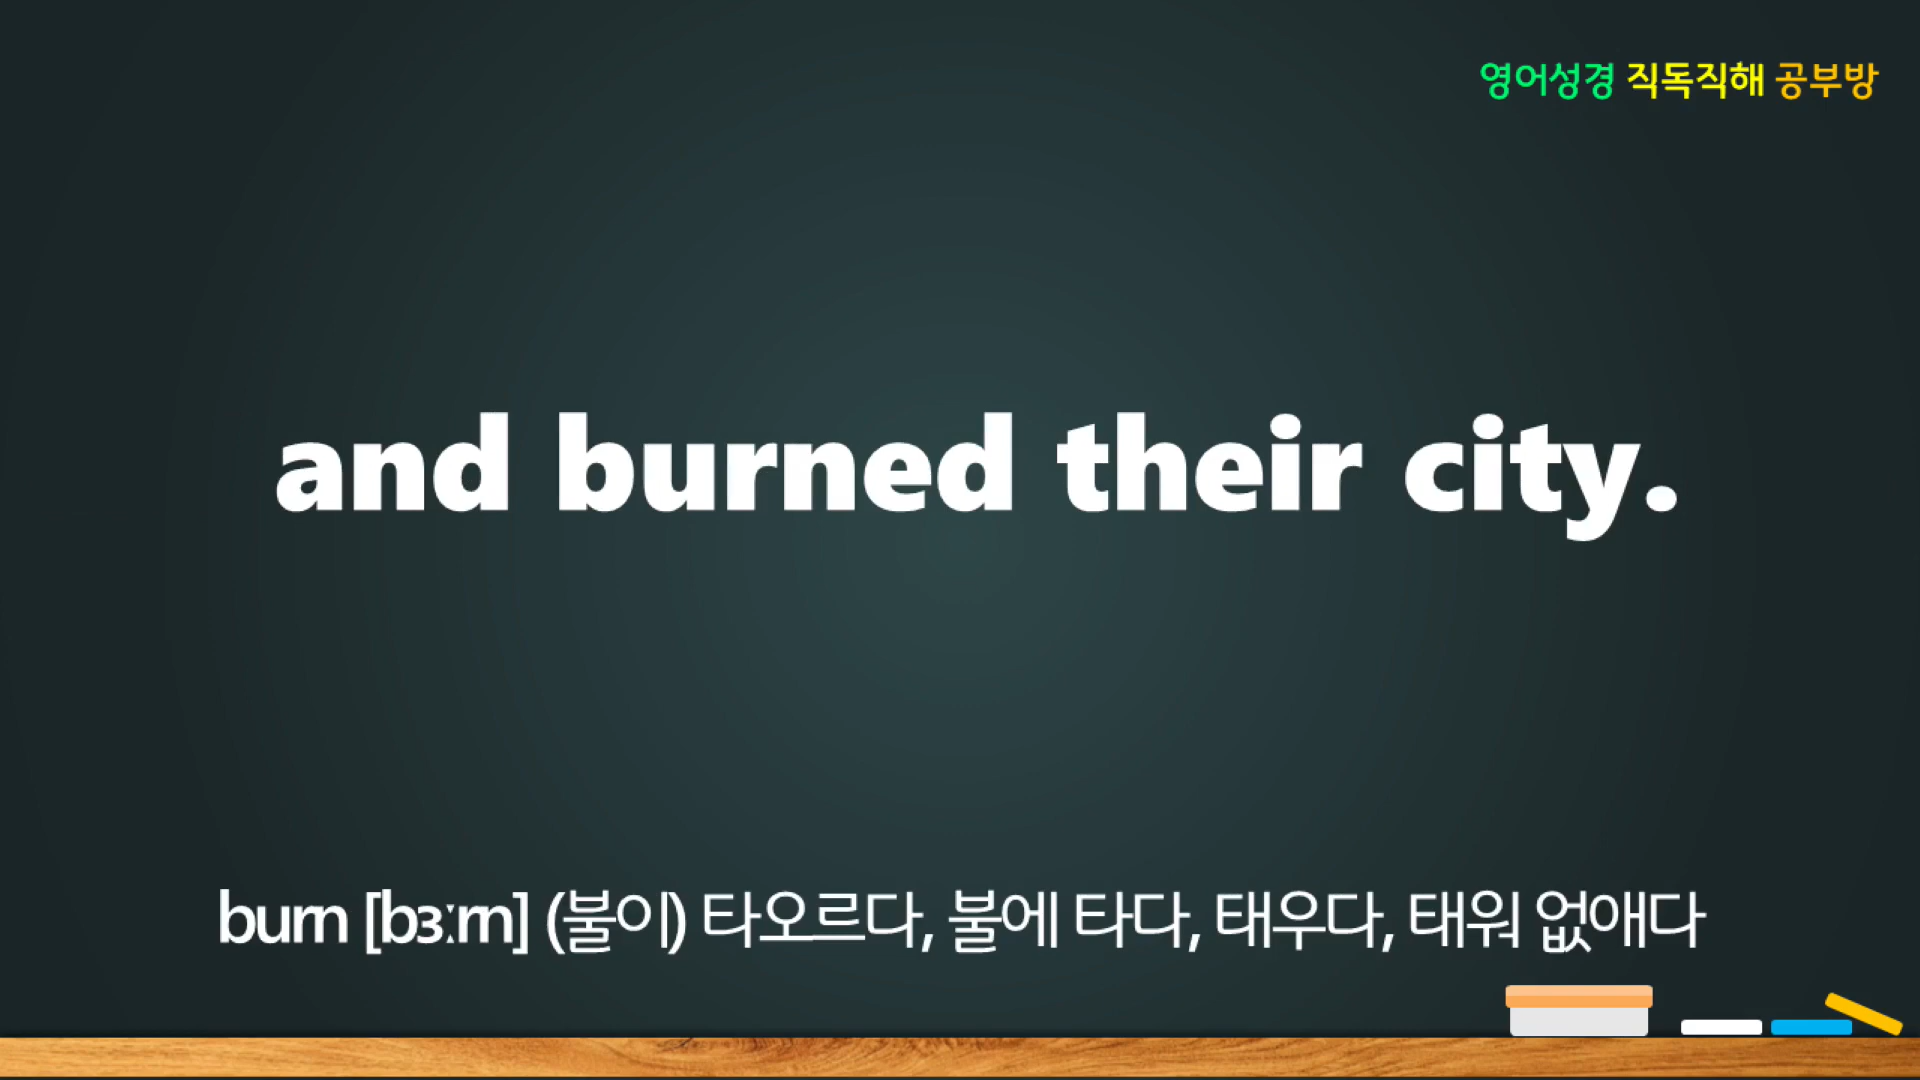 영어성경 직독직해 공부방
and burned their city.
burn [bɜːrn] (불이) 타오르다, 불에 타다, 태우다, 태워 없애다